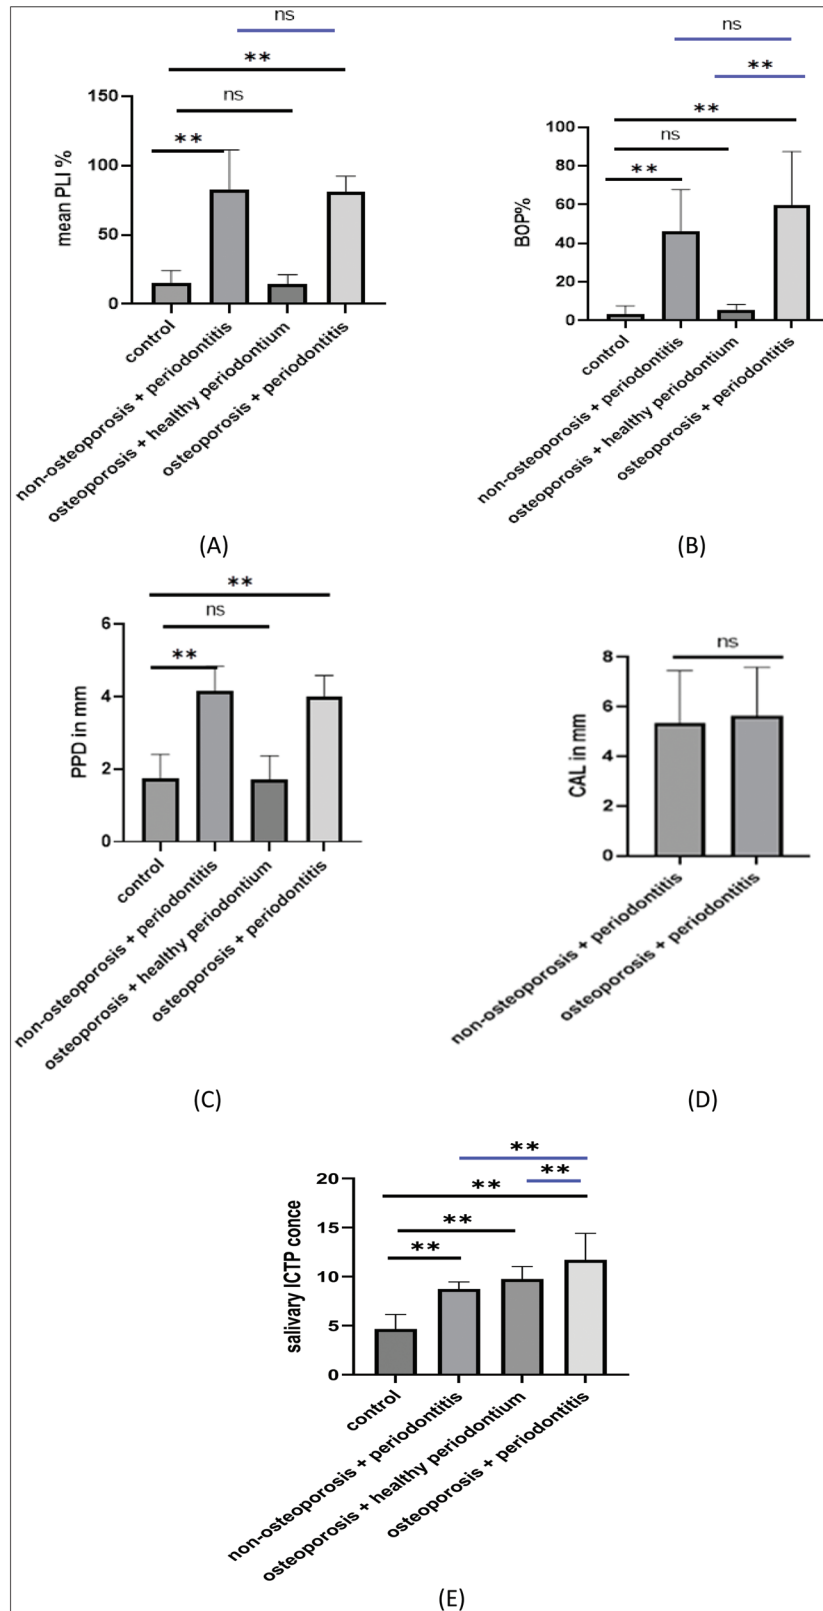 ns
**
ns
**
mean PLI %
150
100
50
0
control
non-osteoporosis + periodontitis
osteoporosis + healthy periodontium
osteoporosis + periodontitis
(A)
ns
**
**
ns
**
BOP%
100
80
60
40
20
0
control
non-osteoporosis + periodontitis
osteoporosis + healthy periodontium
osteoporosis + periodontitis
(B)
**
ns
**
PPD in mm
6
4
2
0
control
non-osteoporosis + periodontitis
osteoporosis + healthy periodontium
osteoporosis + periodontitis
(C)
ns
CAL in mm
8
6
4
2
0
non-osteoporosis + periodontitis
osteoporosis + periodontitis
(D)
**
**
**
**
**
salivary ICTP conce
20
15
10
5
0
control
non-osteoporosis + periodontitis
osteoporosis + healthy periodontium
osteoporosis + periodontitis
(E)